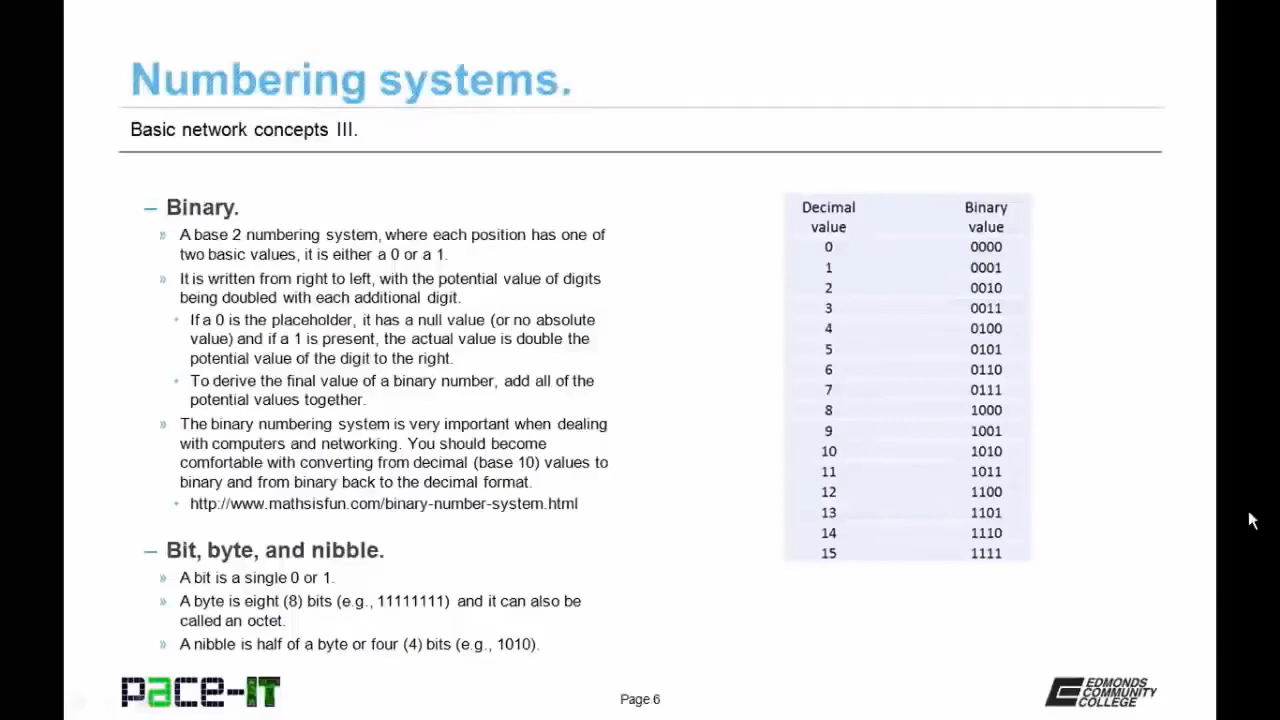 Numbering systems.
Basic network concepts III.
– Binary.
» A base 2 numbering system, where each position has one of
two basic values, it is either a 0 or a 1.
» It is written from right to left, with the potential value of digits
being doubled with each additional digit.
• If a 0 is the placeholder, it has a null value (or no absolute
value) and if a 1 is present, the actual value is double the
potential value of the digit to the right.
• To derive the final value of a binary number, add all of the
potential values together.
» The binary numbering system is very important when dealing
with computers and networking. You should become
comfortable with converting from decimal (base 10) values to
binary and from binary back to the decimal format.
• http://www.mathsisfun.com/binary-number-system.html
– Bit, byte, and nibble.
» A bit is a single 0 or 1.
» A byte is eight (8) bits (e.g., 11111111) and it can also be
called an octet.
» A nibble is half of a byte or four (4) bits (e.g., 1010).
Decimal Binary
value value
0 0000
1 0001
2 0010
3 0011
4 0100
5 0101
6 0110
7 0111
8 1000
9 1001
10 1010
11 1011
12 1100
13 1101
14 1110
15 1111
pace-IT
Page 6
EDMONDS
COMMUNITY
COLLEGE